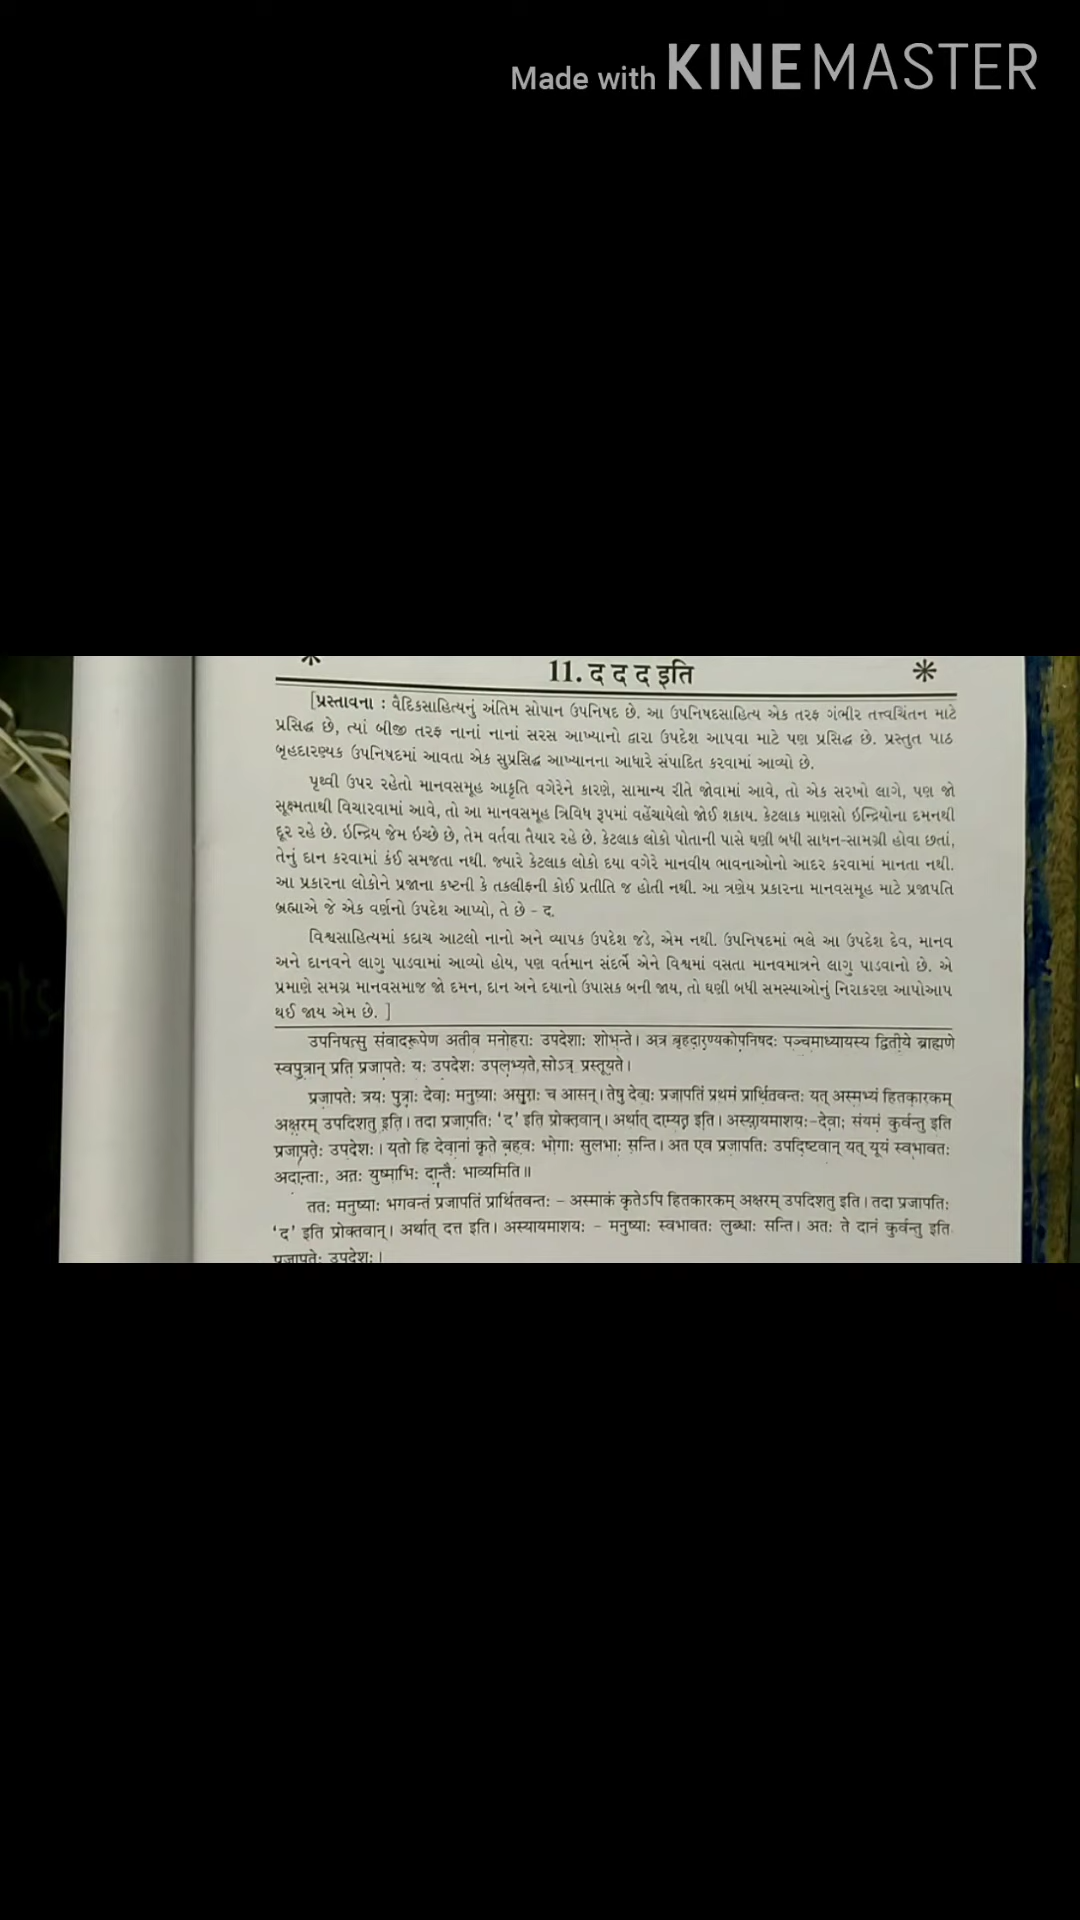 Made with KINEMASTER
11. द द द इति
[પ્રસ્તાવના : વૈદિકસાહિત્યનું અંતિમ સોપાન ઉપનિષદ છે. આ ઉપનિષદસાહિત્ય એક તરફ ગંભીર તત્ત્વચિંતન માટે
પ્રસિદ્ધ છે, ત્યાં બીજી તરફ નાનાં નાનાં સરસ આખ્યાનો દ્વારા ઉપદેશ આપવા માટે પણ પ્રસિદ્ધ છે. પ્રસ્તુત પાઠ
બૃહદારણ્યક ઉપનિષદમાં આવતા એક સુપ્રસિદ્ધ આખ્યાનના આધારે સંપાદિત કરવામાં આવ્યો છે.
પૃથ્વી ઉપર રહેતો માનવસમૂહ આકૃતિ વગેરેને કારણે, સામાન્ય રીતે જોવામાં આવે, તો એક સરખો લાગે, પણ જો
સૂક્ષ્મતાથી વિચારવામાં આવે, તો આ માનવસમૂહ ત્રિવિધ રૂપમાં વહેંચાયેલો જોઈ શકાય. કેટલાક માણસો ઇન્દ્રિયોના દમનથી
દૂર રહે છે. ઇન્દ્રિય જેમ ઇચ્છે છે, તેમ વર્તવા તૈયાર રહે છે. કેટલાક લોકો પોતાની પાસે ઘણી બધી સાધન-સામગ્રી હોવા છતાં,
તેનું દાન કરવામાં કંઈ સમજતા નથી. જ્યારે કેટલાક લોકો દયા વગેરે માનવીય ભાવનાઓનો આદર કરવામાં માનતા નથી.
આ પ્રકારના લોકોને પ્રજાના કષ્ટની કે તકલીફની કોઈ પ્રતીતિ જ હોતી નથી. આ ત્રણેય પ્રકારના માનવસમૂહ માટે પ્રજાપતિ
બ્રહ્માએ જે એક વર્ણનો ઉપદેશ આપ્યો, તે છે - દ.
વિશ્વસાહિત્યમાં કદાચ આટલો નાનો અને વ્યાપક ઉપદેશ જડે, એમ નથી. ઉપનિષદમાં ભલે આ ઉપદેશ દેવ, માનવ
અને દાનવને લાગુ પાડવામાં આવ્યો હોય, પણ વર્તમાન સંદર્ભે એને વિશ્વમાં વસતા માનવમાત્રને લાગુ પાડવાનો છે. એ
પ્રમાણે સમગ્ર માનવસમાજ જો દમન, દાન અને દયાનો ઉપાસક બની જાય, તો ઘણી બધી સમસ્યાઓનું નિરાકરણ આપોઆપ
થઈ જાય એમ છે. ]
उपनिषत्सु संवादरूपेण अतीव मनोहराः उपदेशाः शोभन्ते। अत्र बृहदारण्यकोपनिषदः पञ्चमाध्यायस्य द्वितीये ब्राह्मणे
स्वपुत्रान् प्रति प्रजापतेः यः उपदेशः उपलभ्यते, सोऽत्र प्रस्तूयते।
प्रजापतेः त्रयः पुत्राः देवाः मनुष्याः असुराः च आसन्। तेषु देवाः प्रजापतिं प्रथमं प्रार्थितवन्तः यत् अस्मभ्यं हितकारकम्
अक्षरम् उपदिशतु इति। तदा प्रजापतिः ‘द’ इति प्रोक्तवान्। अर्थात् दाम्यत इति। अस्यायमाशयः-देवाः संयमं कुर्वन्तु इति
प्रजापतेः उपदेशः। यतो हि देवानां कृते बहवः भोगाः सुलभाः सन्ति। अत एव प्रजापतिः उपदिष्टवान् यत् यूयं स्वभावतः
अदान्ताः, अतः युष्माभिः दान्तैः भाव्यमिति॥
ततः मनुष्याः भगवन्तं प्रजापतिं प्रार्थितवन्तः – अस्माकं कृतेऽपि हितकारकम् अक्षरम् उपदिशतु इति। तदा प्रजापतिः
‘द’ इति प्रोक्तवान्। अर्थात् दत्त इति। अस्यायमाशयः – मनुष्याः स्वभावतः लुब्धाः सन्ति। अतः ते दानं कुर्वन्तु इति
प्रजापतेः उपदेशः।